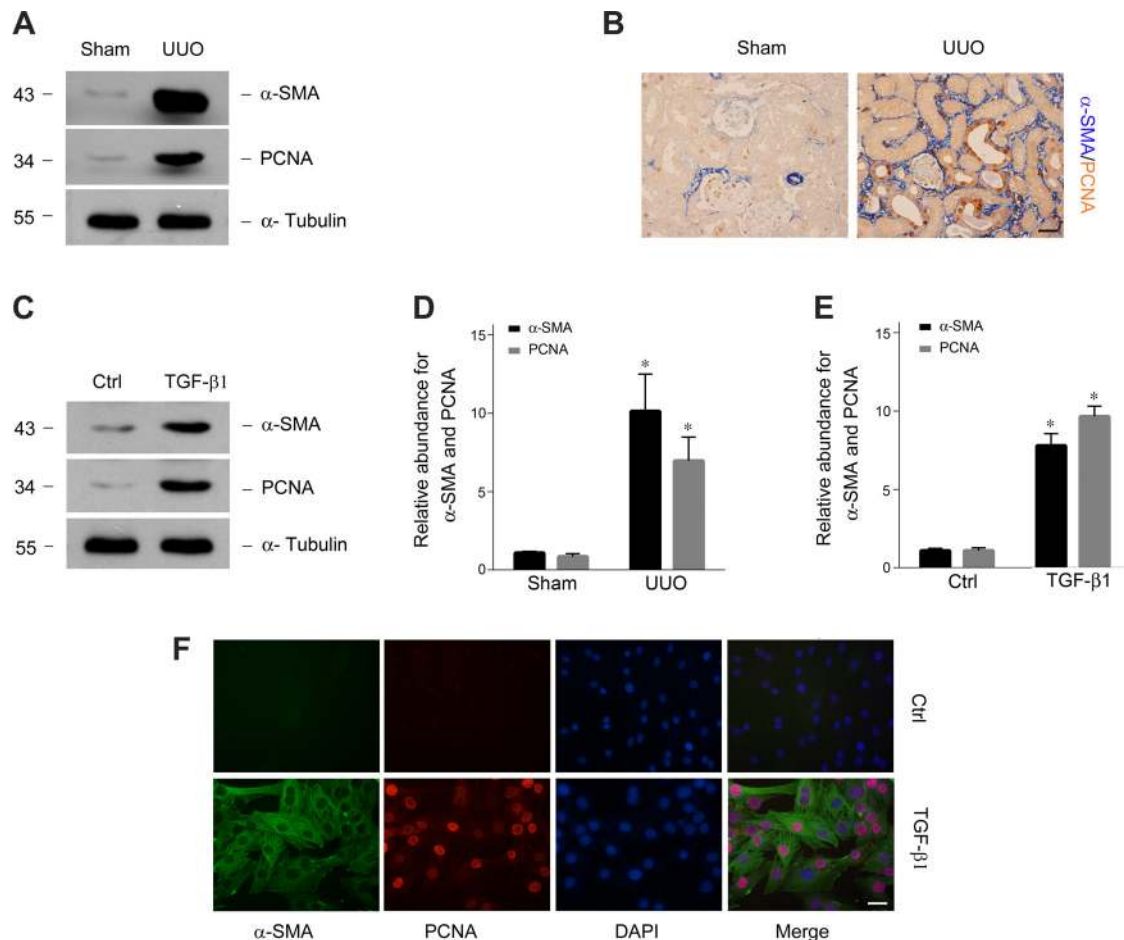 A
Sham UUO
43 – α-SMA
34 – PCNA
55 – α- Tubulin
B
Sham UUO
α-SMA/PCNA
C
Ctrl TGF-β1
43 – α-SMA
34 – PCNA
55 – α- Tubulin
D
Relative abundance for
α-SMA and PCNA
α-SMA
PCNA
15
10
5
0
*
*
Sham UUO
E
Relative abundance for
α-SMA and PCNA
α-SMA
PCNA
15
10
5
0
*
*
Ctrl TGF-β1
F
Ctrl
TGF-β1
α-SMA PCNA DAPI Merge